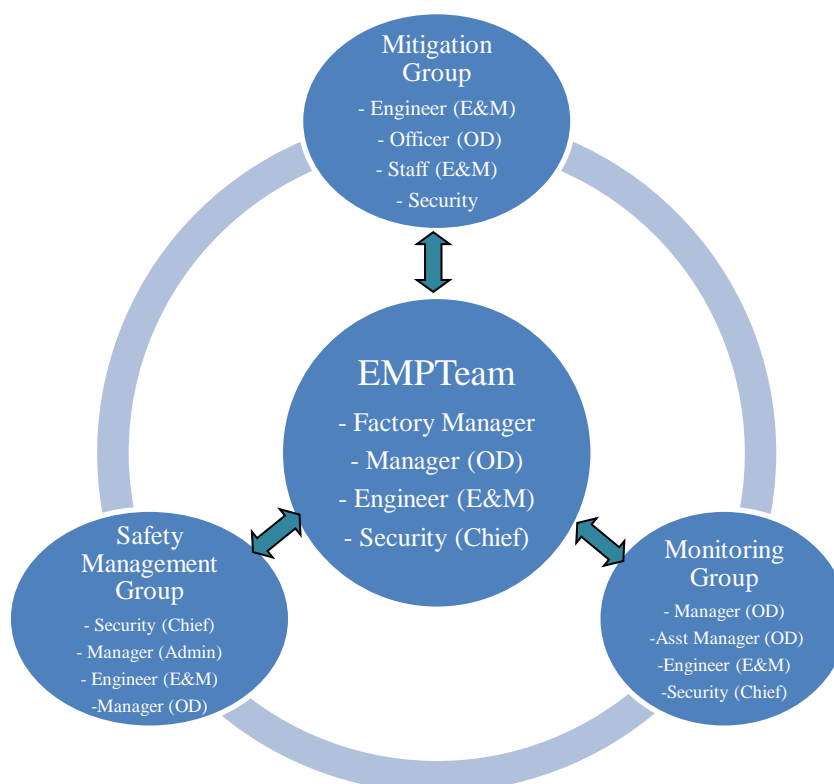 Mitigation
Group
- Engineer (E&M)
- Officer (OD)
- Staff (E&M)
- Security
EMPTeam
- Factory Manager
- Manager (OD)
- Engineer (E&M)
- Security (Chief)
Safety
Management
Group
- Security (Chief)
- Manager (Admin)
- Engineer (E&M)
-Manager (OD)
Monitoring
Group
- Manager (OD)
-Asst Manager (OD)
-Engineer (E&M)
-Security (Chief)